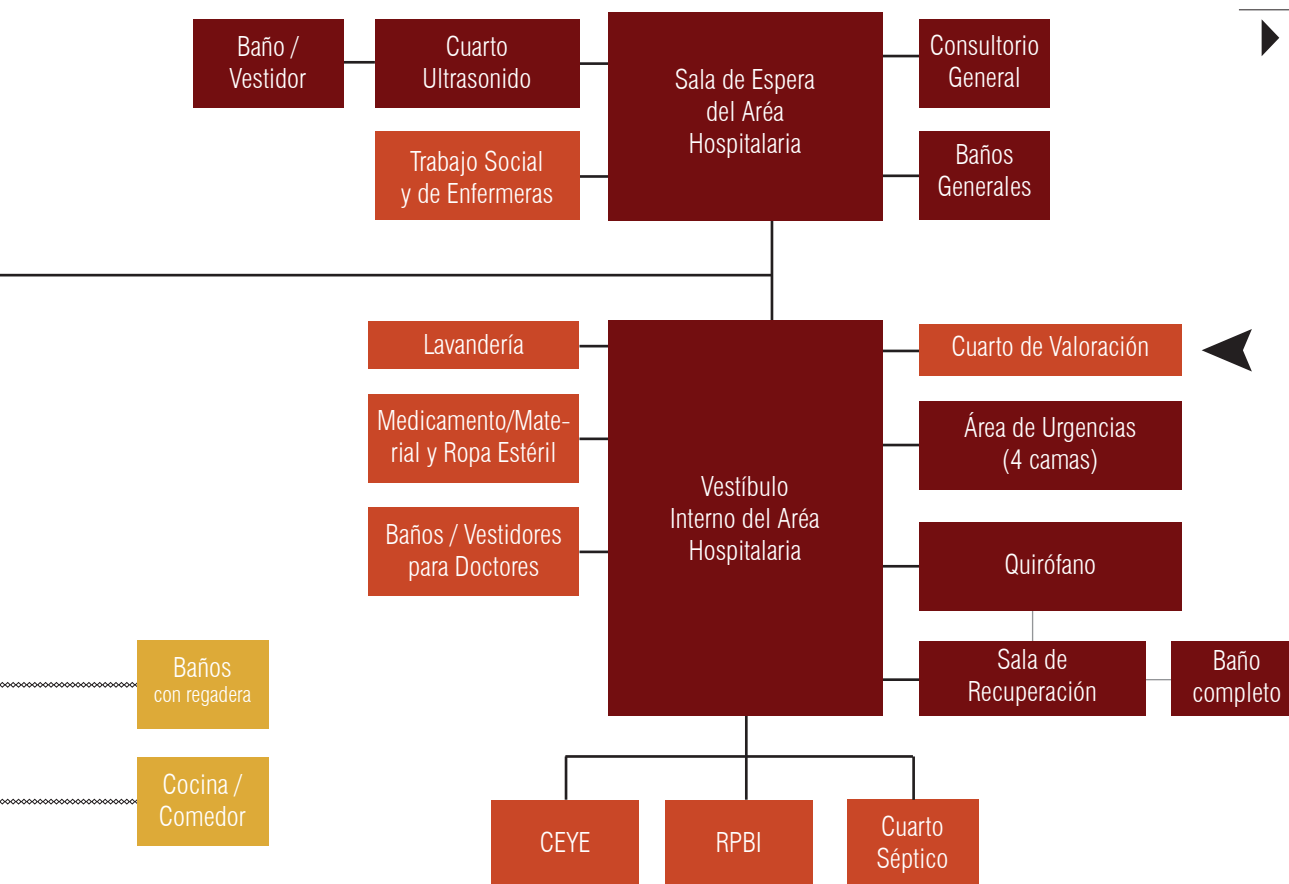 Baño /
Vestidor
Cuarto
Ultrasonido
Sala de Espera
del Aréa
Hospitalaria
Consultorio
General
Trabajo Social
y de Enfermeras
Baños
Generales
Lavandería
Medicamento/Mate-
rial y Ropa Estéril
Baños / Vestidores
para Doctores
Vestíbulo
Interno del Aréa
Hospitalaria
Cuarto de Valoración
Área de Urgencias
(4 camas)
Quirófano
Sala de
Recuperación
Baño
completo
Baños
con regadera
Cocina /
Comedor
CEYE
RPBI
Cuarto
Séptico